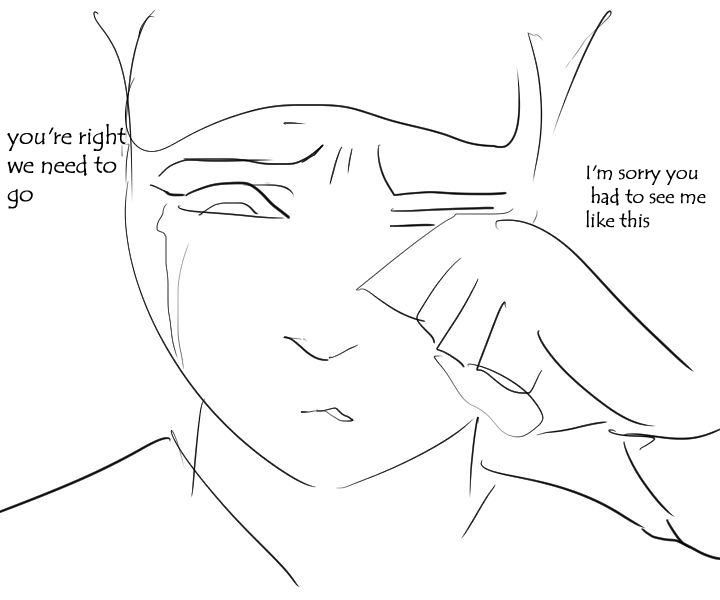 you're right
we need to
go
I'm sorry you
had to see me
like this